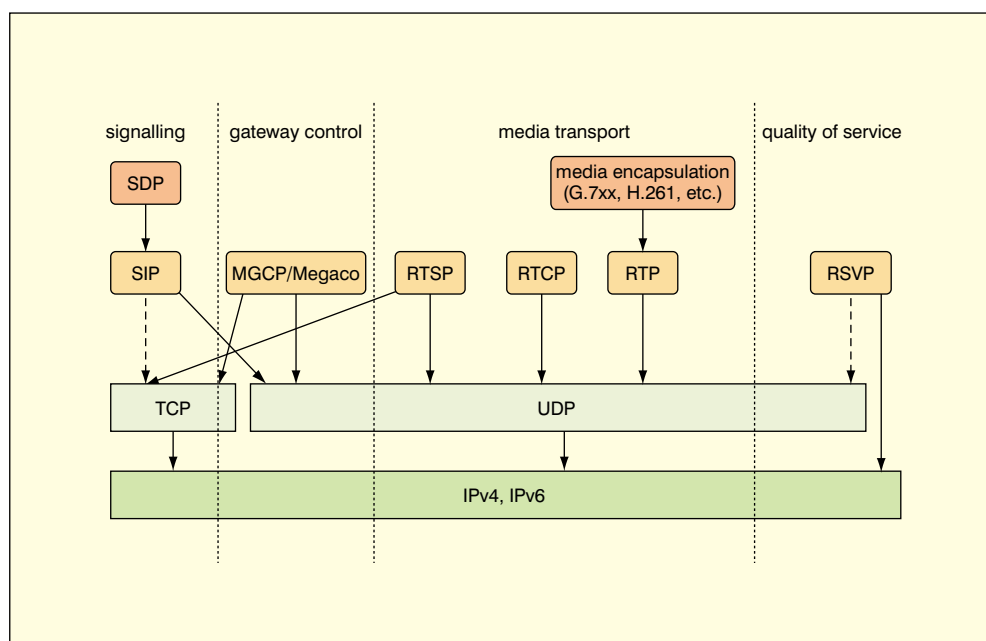 signalling
gateway control
media transport
quality of service
media encapsulation
(G.7xx, H.261, etc.)
SDP
SIP
MGCP/Megaco
RTSP
RTCP
RTP
RSVP
TCP
UDP
IPv4, IPv6